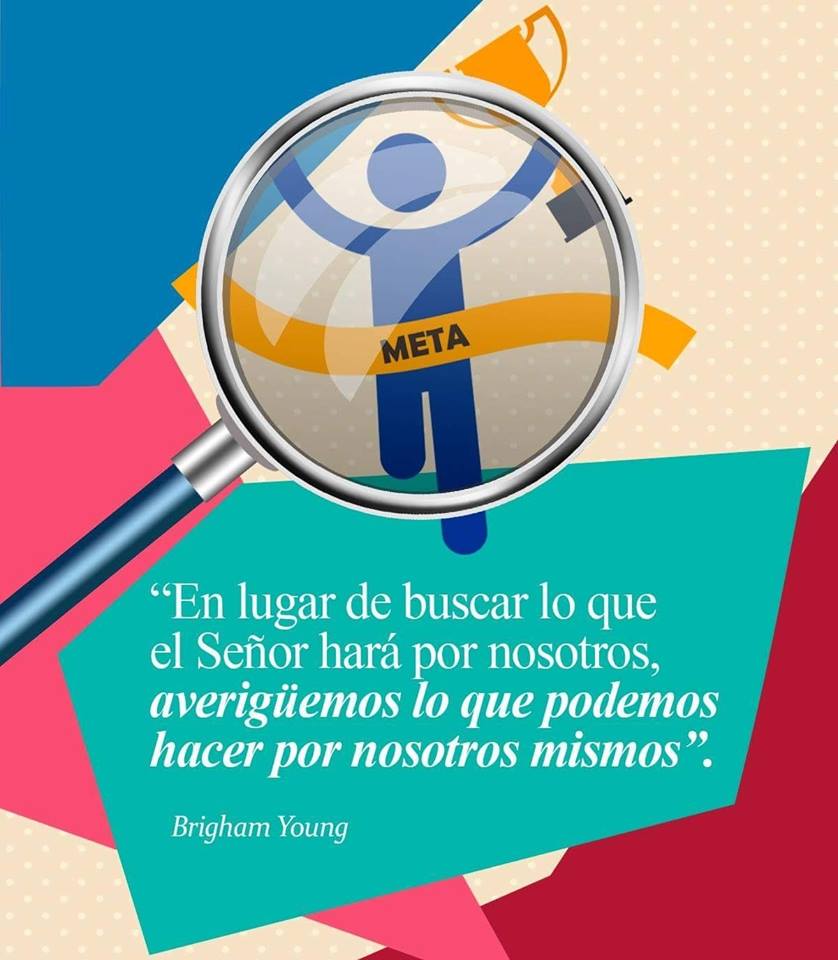 META
“En lugar de buscar lo que
el Señor hará por nosotros,
averigüemos lo que podemos
hacer por nosotros mismos”.
Brigham Young